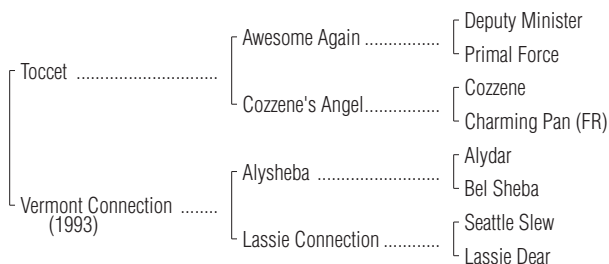 Deputy Minister
Awesome Again ................
Primal Force
Toccet ..............................
Cozzene
Cozzene's Angel................
Charming Pan (FR)
Alydar
Alysheba ..........................
Bel Sheba
Vermont Connection ........
(1993)
Seattle Slew
Lassie Connection ............
Lassie Dear